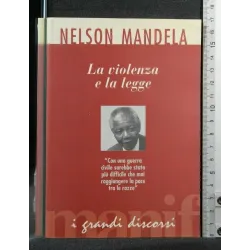 NELSON MANDELA
La violenza
e la legge
"Con una guerra
civile sarebbe stato
più difficile che mai
raggiungere la pace
tra le razze"
i grandi discorsi